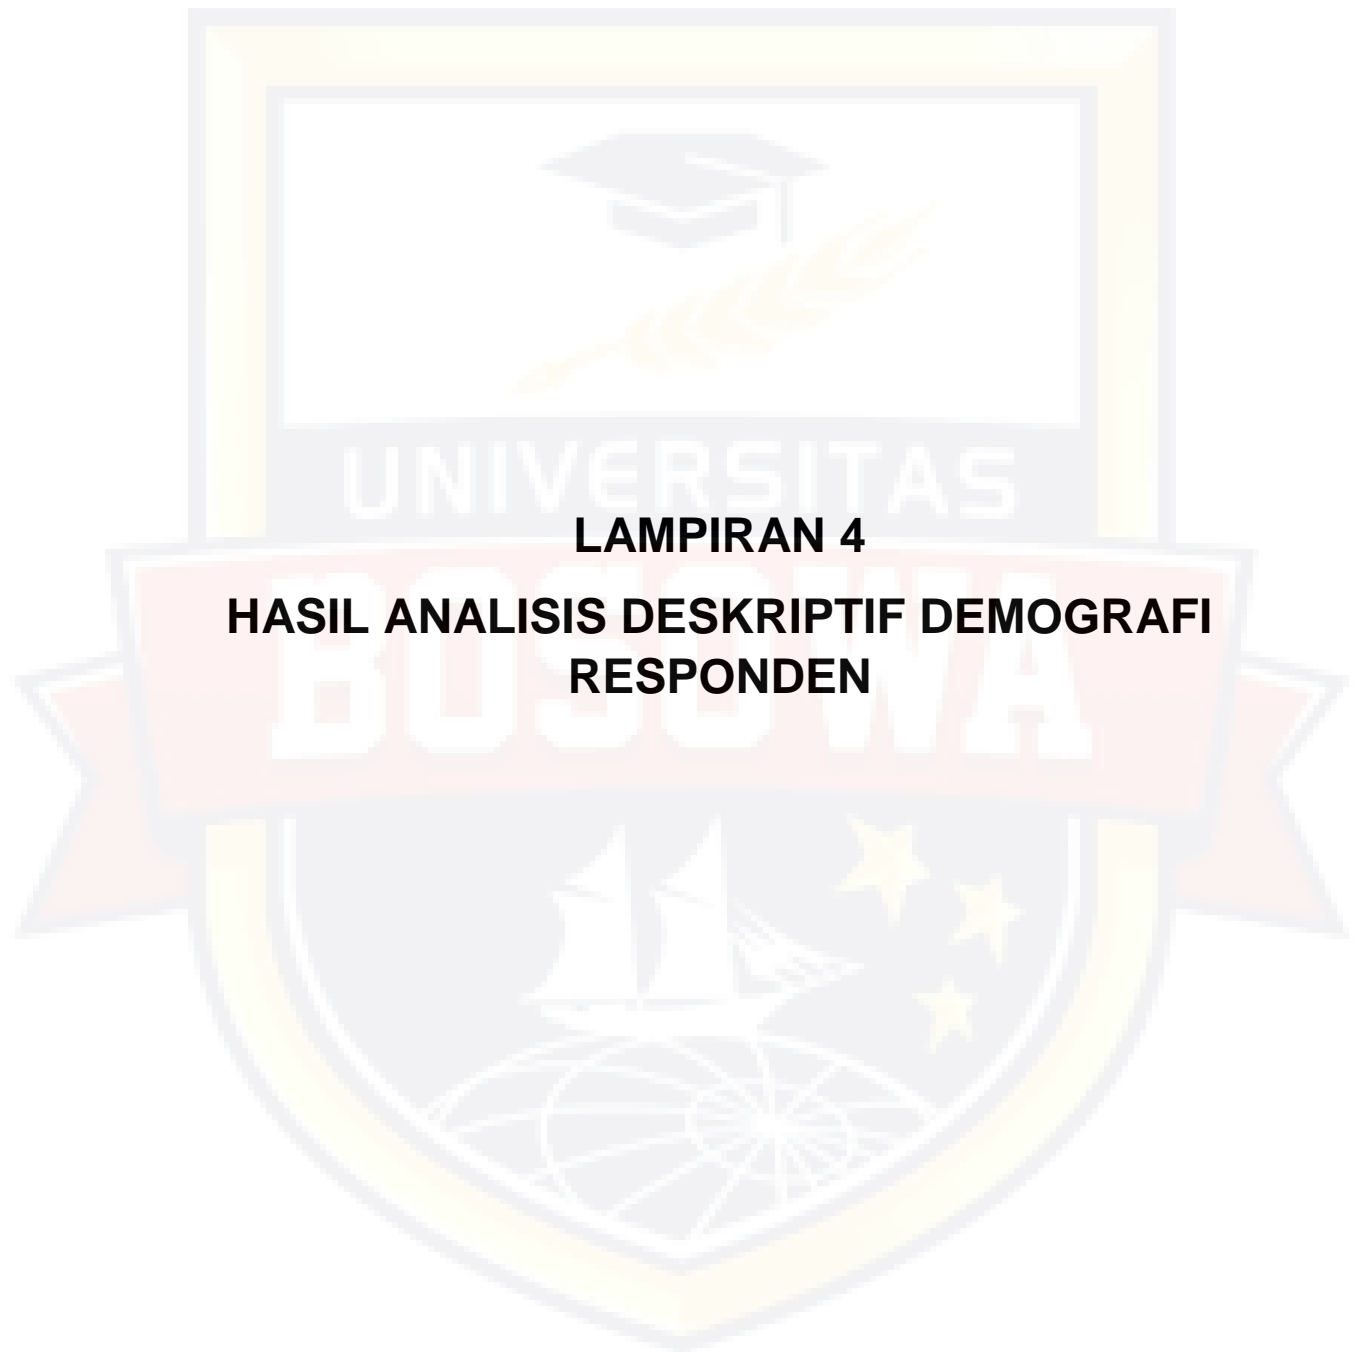 UNIVERSITAS
LAMPIRAN 4
HASIL ANALISIS DESKRIPTIF DEMOGRAFI
RESPONDEN
BOSOWA